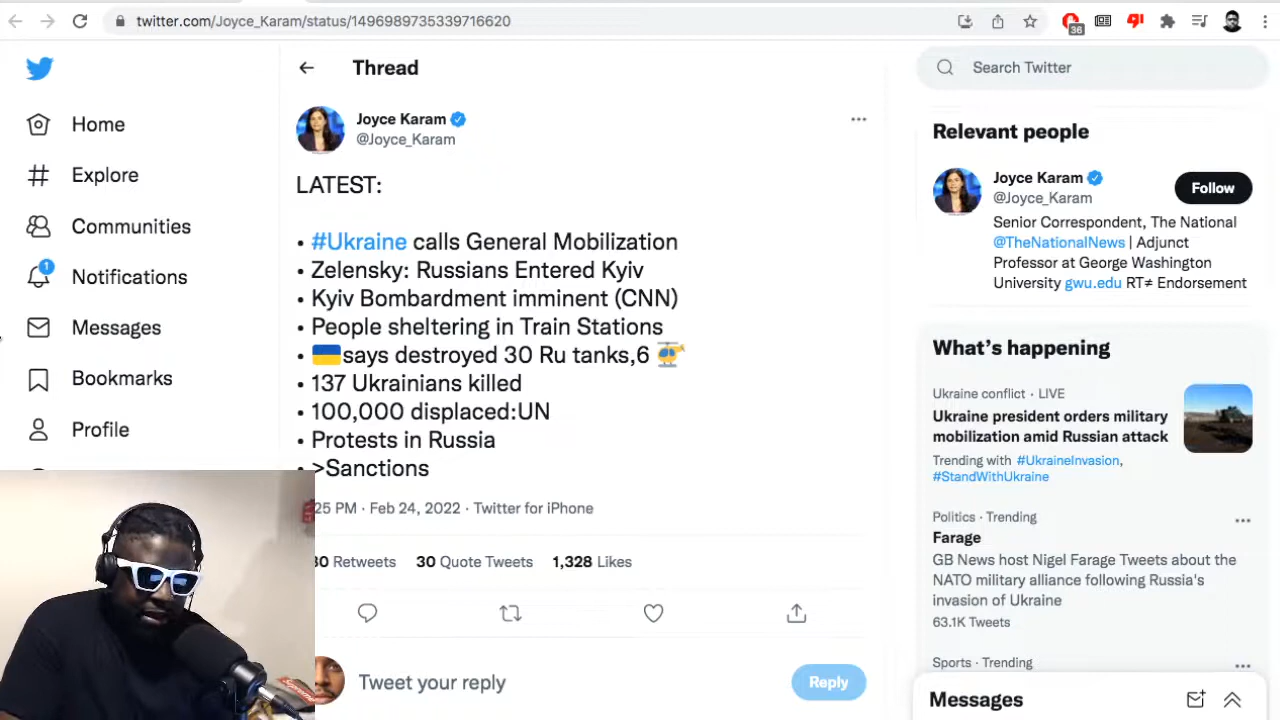 twitter.com/Joyce_Karam/status/1496989735339716620
36
Home
Explore
Communities
1
Notifications
Messages
Bookmarks
Profile
Thread
Joyce Karam
@Joyce_Karam
LATEST:
• #Ukraine calls General Mobilization
• Zelensky: Russians Entered Kyiv
• Kyiv Bombardment imminent (CNN)
• People sheltering in Train Stations
• 🇺🇦says destroyed 30 Ru tanks,6 🚁
• 137 Ukrainians killed
• 100,000 displaced:UN
• Protests in Russia
• >Sanctions
25 PM · Feb 24, 2022 · Twitter for iPhone
Retweets 30 Quote Tweets 1,328 Likes
Tweet your reply
Reply
Search Twitter
Relevant people
Joyce Karam
@Joyce_Karam
Follow
Senior Correspondent, The National
@TheNationalNews | Adjunct
Professor at George Washington
University gwu.edu RT≠ Endorsement
What's happening
Ukraine conflict · LIVE
Ukraine president orders military
mobilization amid Russian attack
Trending with #UkraineInvasion,
#StandWithUkraine
Politics · Trending
Farage
GB News host Nigel Farage Tweets about the
NATO military alliance following Russia's
invasion of Ukraine
63.1K Tweets
Sports · Trending
Messages